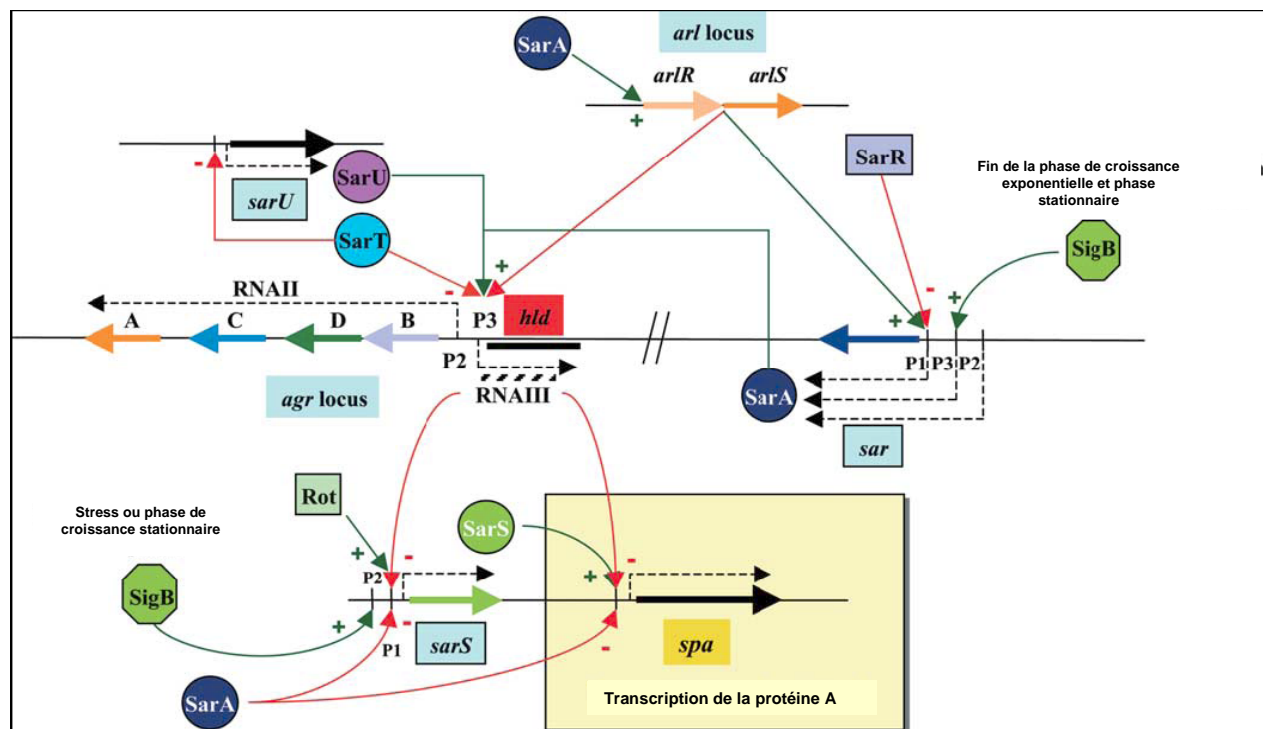 SarA
arl locus
arlR
arlS
+
SarR
Fin de la phase de croissance
exponentielle et phase
stationnaire
-
SarU
sarU
SarT
SigB
+
-
-
+
+
RNAII
A
C
D
B
P3
hld
P2
P1
P3
P2
agr locus
RNAIII
SarA
sar
Stress ou phase de
croissance stationnaire
Rot
SarS
+
-
-
+
P2
SigB
+
-
P1
sarS
-
spa
SarA
Transcription de la protéine A